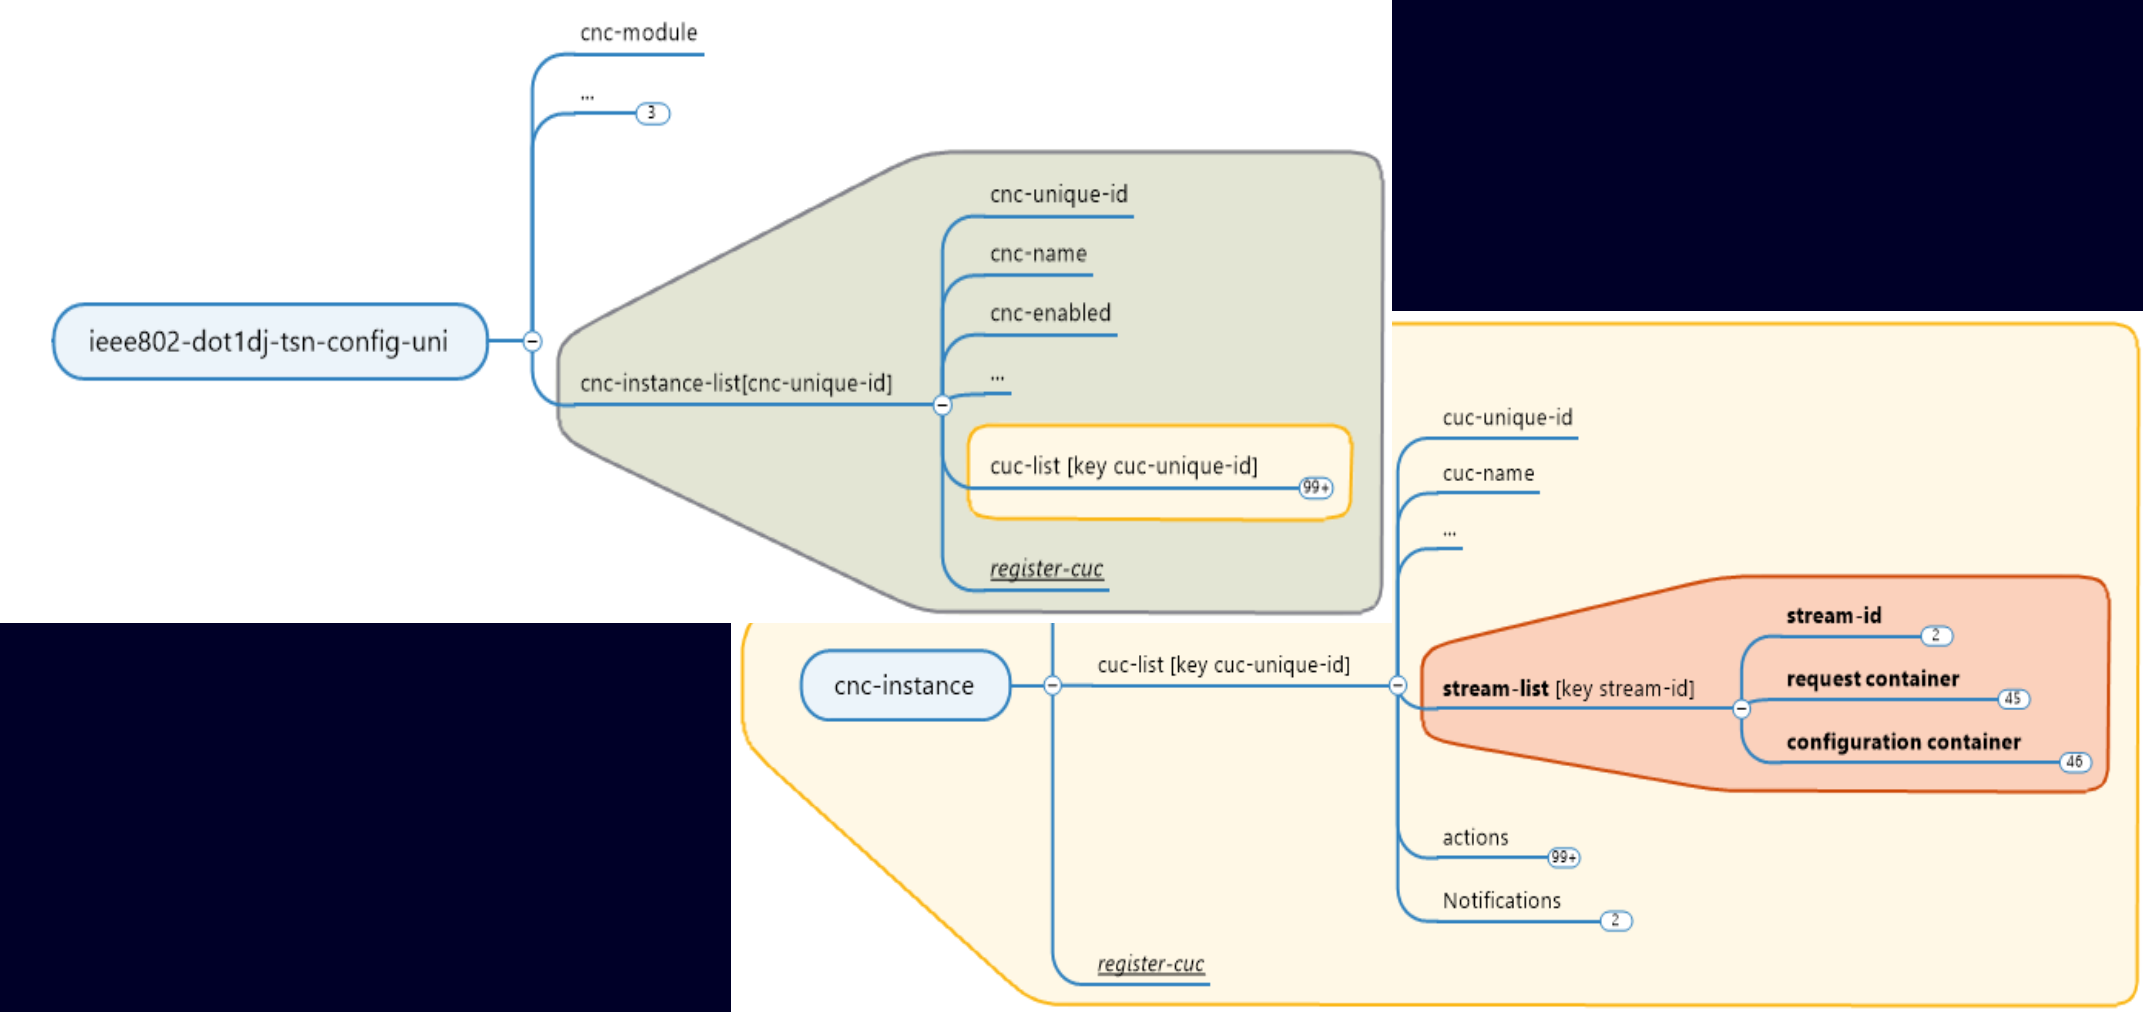 cnc-module
...
3
cnc-unique-id
cnc-name
cnc-enabled
ieee802-dot1dj-tsn-config-uni
cnc-instance-list[cnc-unique-id]
...
cuc-list [key cuc-unique-id]
99+
register-cuc
cuc-unique-id
cuc-name
...
stream-id
2
cnc-instance
cuc-list [key cuc-unique-id]
stream-list [key stream-id]
request container
45
configuration container
46
actions
99+
Notifications
2
register-cuc